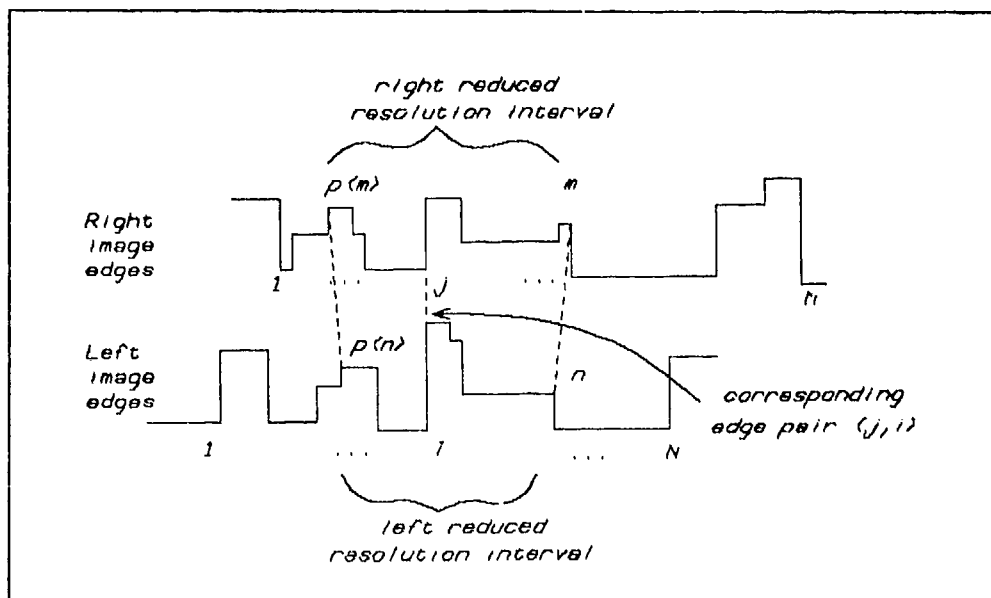 right reduced
resolution interval
p(m)
m
Right
image
edges
1
...
j
...
M
Left
image
edges
p(n)
n
corresponding
edge pair (j,i)
1
...
i
...
N
left reduced
resolution interval